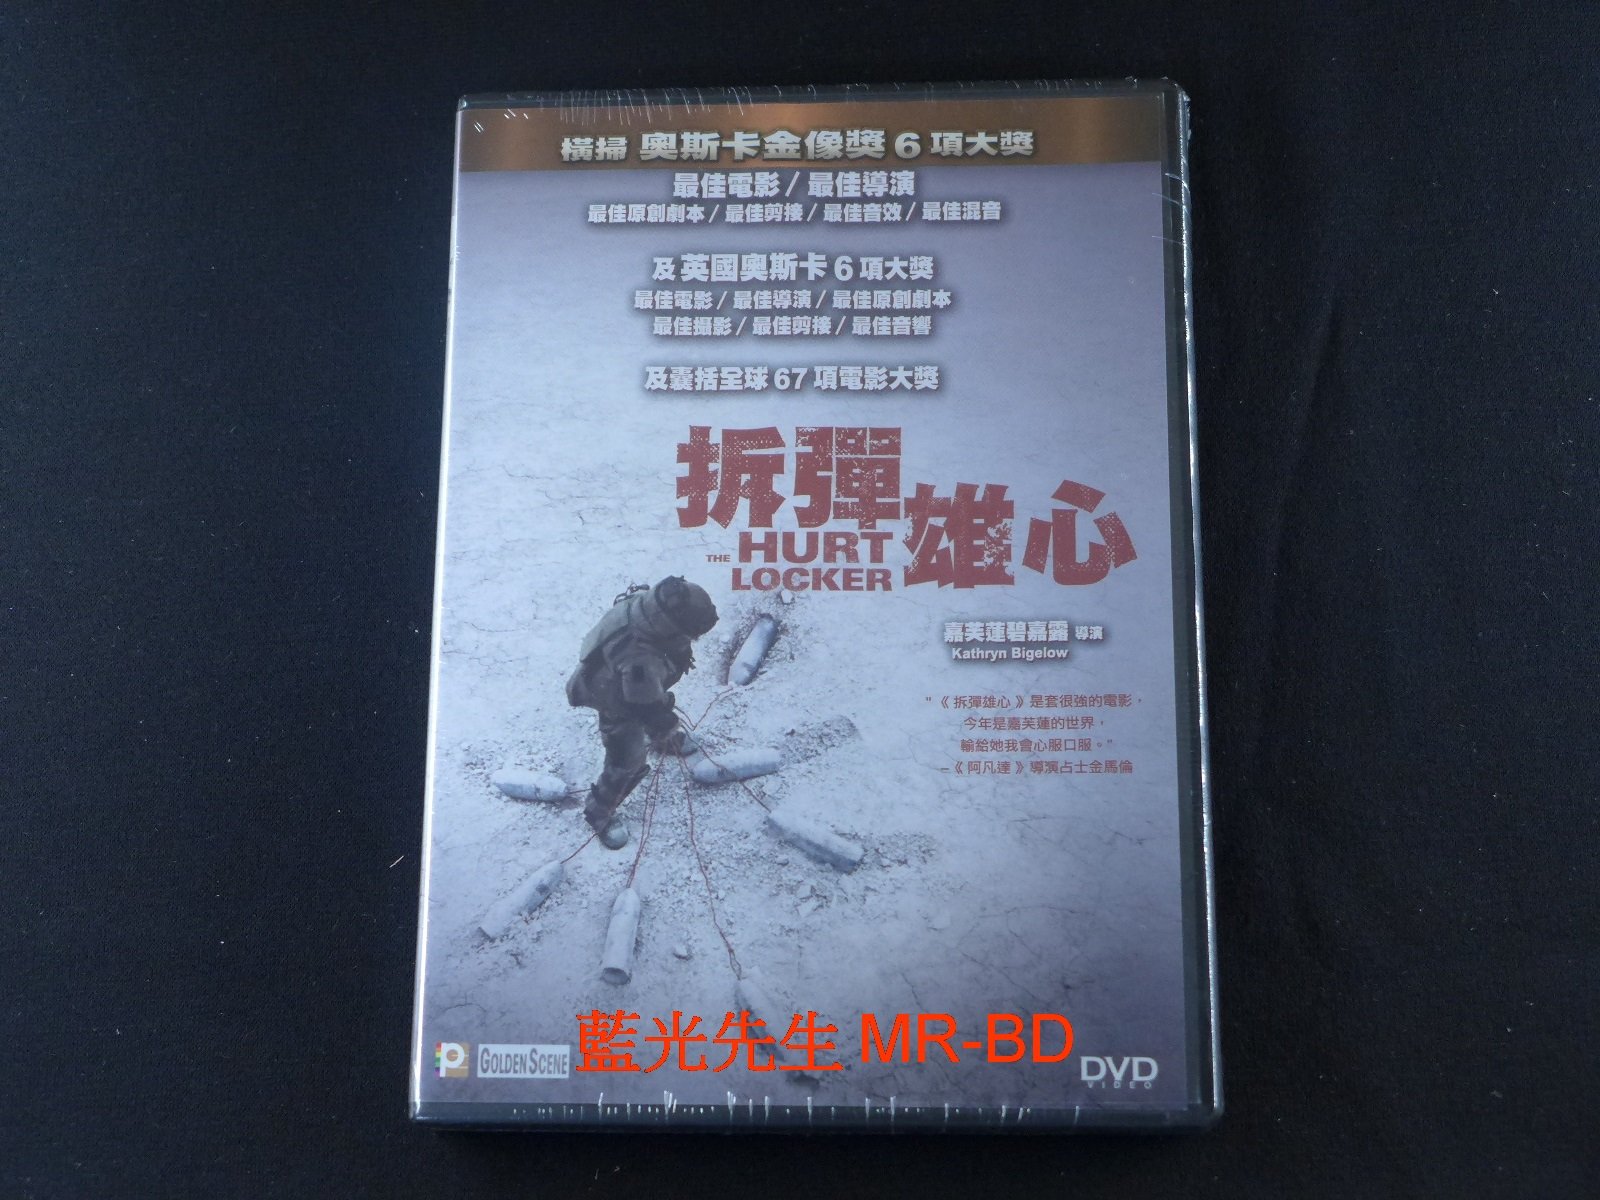 橫掃 奧斯卡金像獎 6 項大獎
最佳電影 / 最佳導演
最佳原創劇本 / 最佳剪接 / 最佳音效 / 最佳混音
及 英國奧斯卡 6 項大獎
最佳電影 / 最佳導演 / 最佳原創劇本
最佳攝影 / 最佳剪接 / 最佳音響
及囊括全球 67 項電影大獎
拆彈雄心
THE HURT
LOCKER
嘉芙蓮碧嘉露 導演
Kathryn Bigelow
"《 拆彈雄心 》是套很強的電影，
今年是嘉芙蓮的世界，
輸給她我會心服口服。"
–《 阿凡達 》導演占士金馬倫
P GOLDEN SCENE 藍光先生 MR-BD DVD
VIDEO